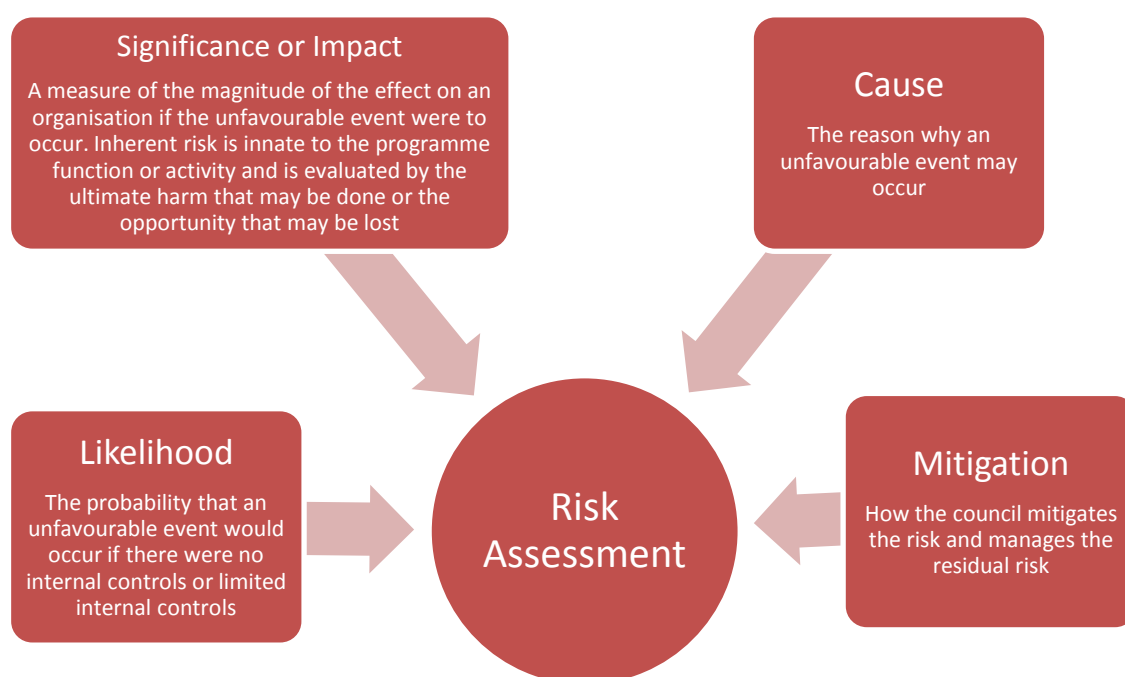 Significance or Impact
A measure of the magnitude of the effect on an
organisation if the unfavourable event were to
occur. Inherent risk is innate to the programme
function or activity and is evaluated by the
ultimate harm that may be done or the
opportunity that may be lost
Cause
The reason why an
unfavourable event may
occur
Likelihood
The probability that an
unfavourable event would
occur if there were no
internal controls or limited
internal controls
Risk
Assessment
Mitigation
How the council mitigates
the risk and manages the
residual risk